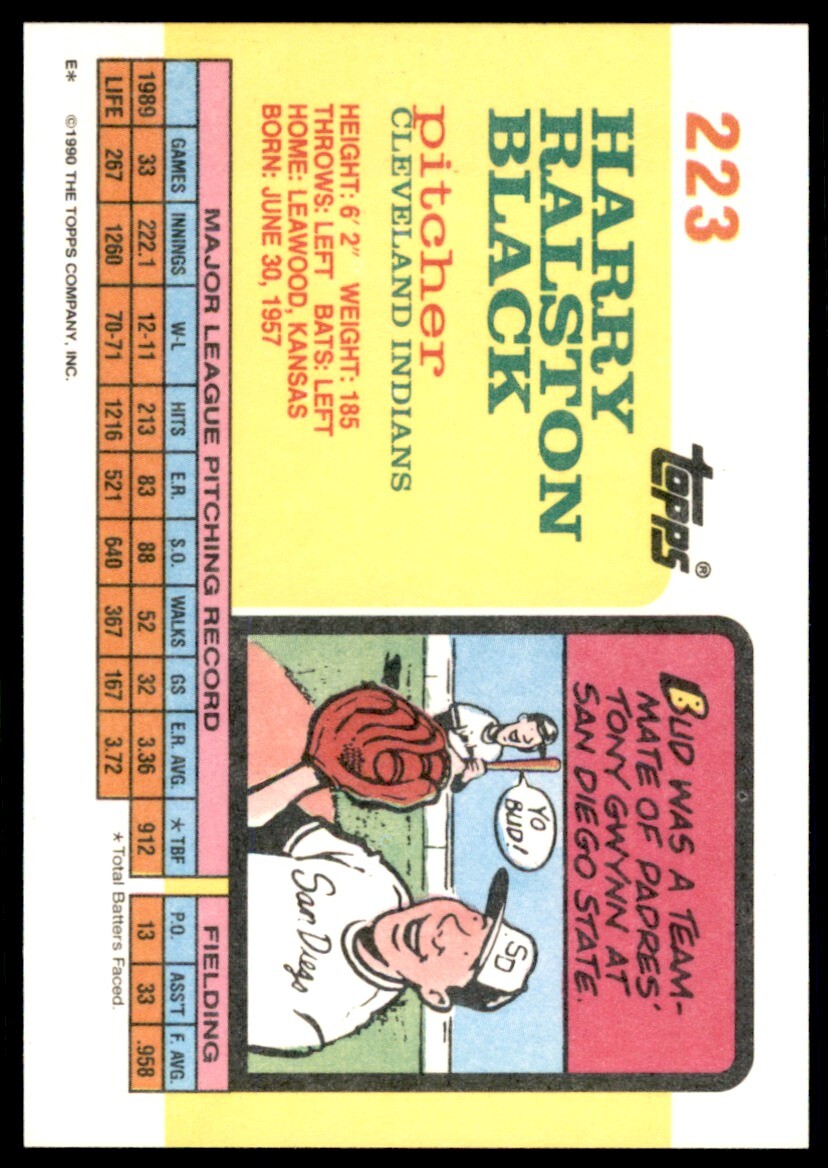 223
topps®
HARRY
RALSTON
BLACK
pitcher
CLEVELAND INDIANS
HEIGHT: 6' 2" WEIGHT: 185
THROWS: LEFT BATS: LEFT
HOME: LEAWOOD, KANSAS
BORN: JUNE 30, 1957
BUD WAS A TEAM-
MATE OF PADRES'
TONY GWYNN AT
SAN DIEGO STATE.
YO
BUD!
SD
San Diego
MAJOR LEAGUE PITCHING RECORD
GAMES INNINGS W-L HITS E.R. S.O. WALKS GS E.R. AVG. *TBF
1989 33 222.1 12-11 213 83 88 52 32 3.36 912
LIFE 267 1260 70-71 1216 521 640 367 167 3.72
FIELDING
P.O. ASS'T F. AVG.
13 33 .958
*Total Batters Faced.
E* ©1990 THE TOPPS COMPANY, INC.